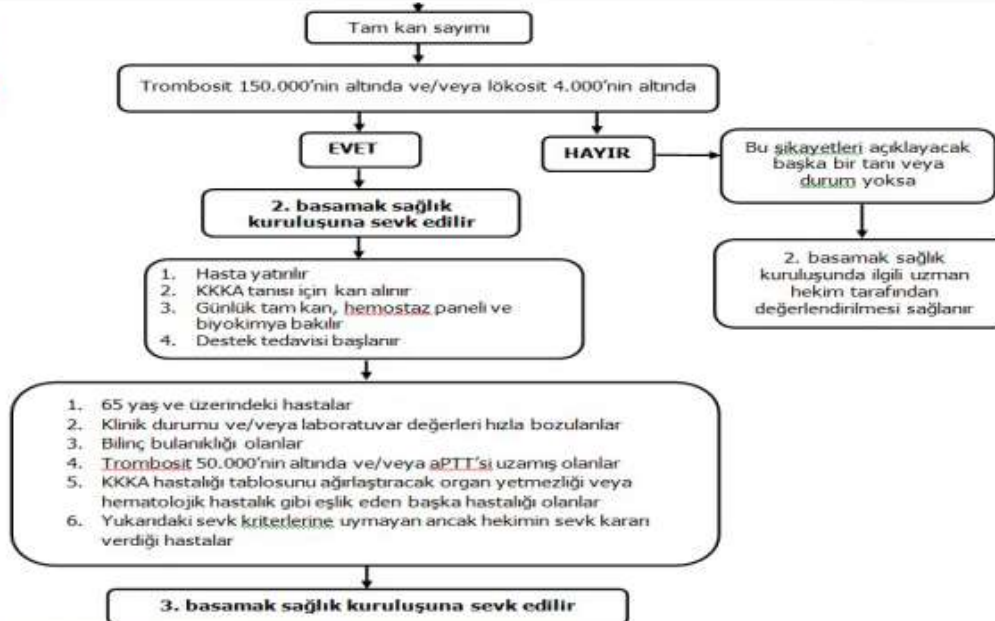 Tam kan sayımı
Trombosit 150.000'nin altında ve/veya lökosit 4.000'nin altında
EVET
HAYIR
Bu şikayetleri açıklayacak
başka bir tanı veya
durum yoksa
2. basamak sağlık
kuruluşuna sevk edilir
2. basamak sağlık
kuruluşunda ilgili uzman
hekim tarafından
değerlendirilmesi sağlanır
1. Hasta yatırılır
2. KKKA tanısı için kan alınır
3. Günlük tam kan, hemostaz paneli ve
biyokimya bakılır
4. Destek tedavisi başlanır
1. 65 yaş ve üzerindeki hastalar
2. Klinik durumu ve/veya laboratuvar değerleri hızla bozulanlar
3. Bilinç bulanıklığı olanlar
4. Trombosit 50.000'nin altında ve/veya aPTT'si uzamış olanlar
5. KKKA hastalığı tablosunu ağırlaştıracak organ yetmezliği veya
hematolojik hastalık gibi eşlik eden başka hastalığı olanlar
6. Yukarıdaki sevk kriterlerine uymayan ancak hekimin sevk kararı
verdiği hastalar
3. basamak sağlık kuruluşuna sevk edilir